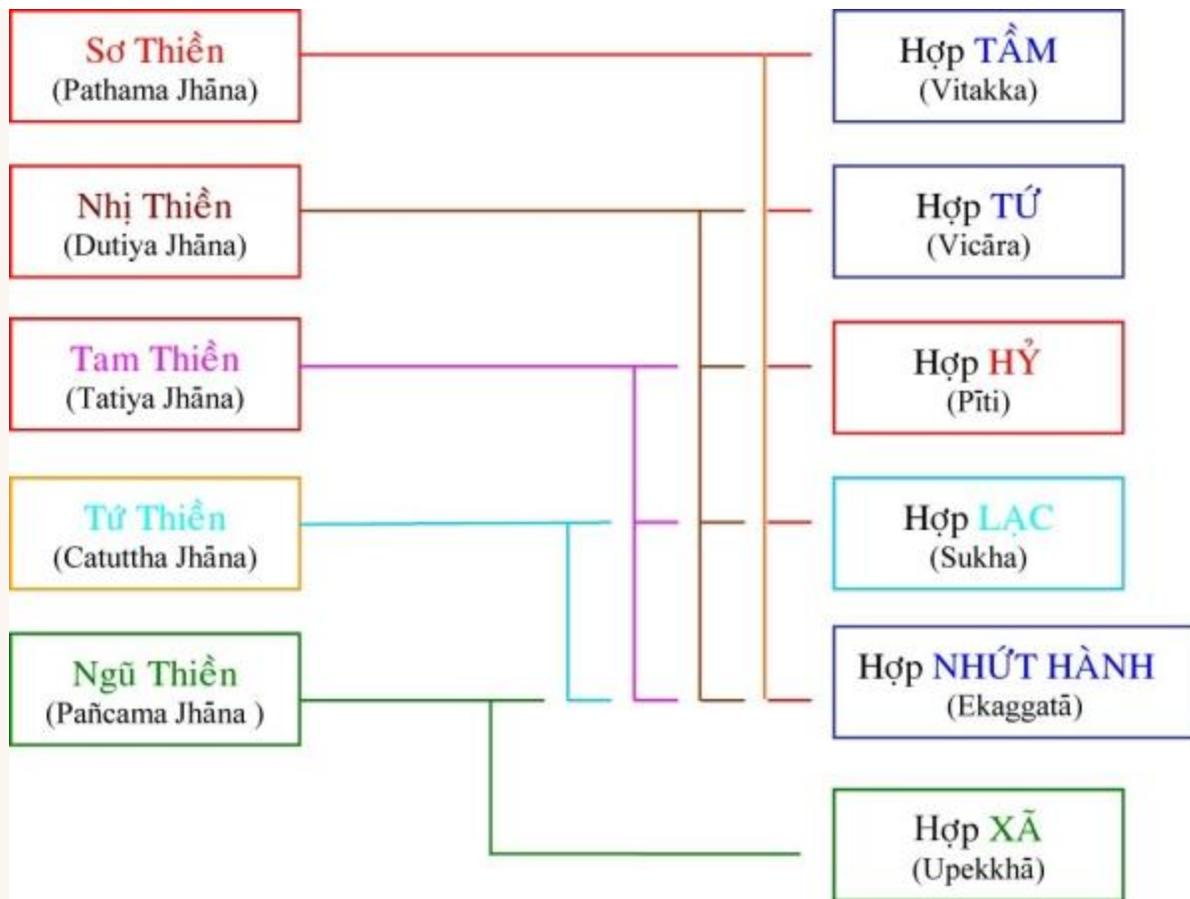 Sơ Thiền
(Pathama Jhāna)
Hợp TẦM
(Vitakka)
Nhị Thiền
(Dutiya Jhāna)
Hợp TỨ
(Vicāra)
Tam Thiền
(Tatiya Jhāna)
Hợp HỶ
(Pīti)
Tứ Thiền
(Catuttha Jhāna)
Hợp LẠC
(Sukha)
Ngũ Thiền
(Pañcama Jhāna )
Hợp NHỨT HÀNH
(Ekaggatā)
Hợp XÃ
(Upekkhā)